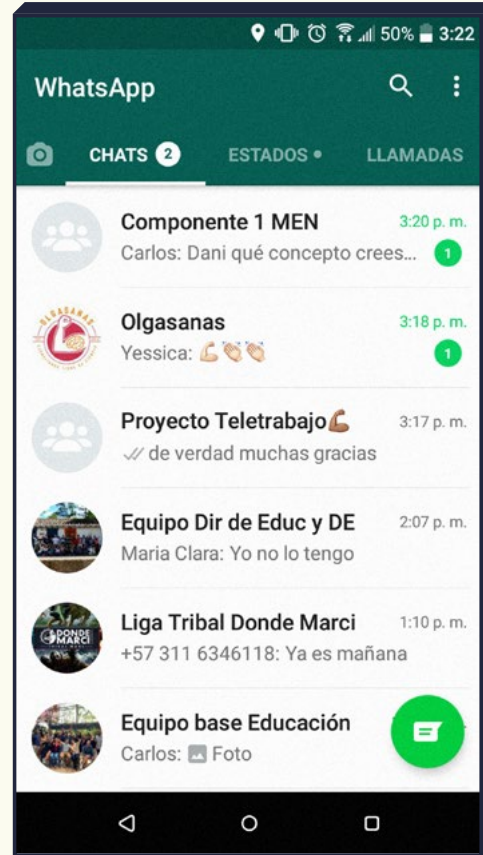 50% 3:22
WhatsApp
CHATS 2 ESTADOS • LLAMADAS
Componente 1 MEN 3:20 p. m.
Carlos: Dani qué concepto crees... 1
OLGASANAS
Olgasanas 3:18 p. m.
Yessica: 💪🏻👏🏻👏🏻 1
Proyecto Teletrabajo💪🏽 3:17 p. m.
de verdad muchas gracias
Equipo Dir de Educ y DE 2:07 p. m.
Maria Clara: Yo no lo tengo
DONDE
MARCI
Liga Tribal Donde Marci 1:10 p. m.
+57 311 6346118: Ya es mañana
Equipo base Educación
Carlos: Foto